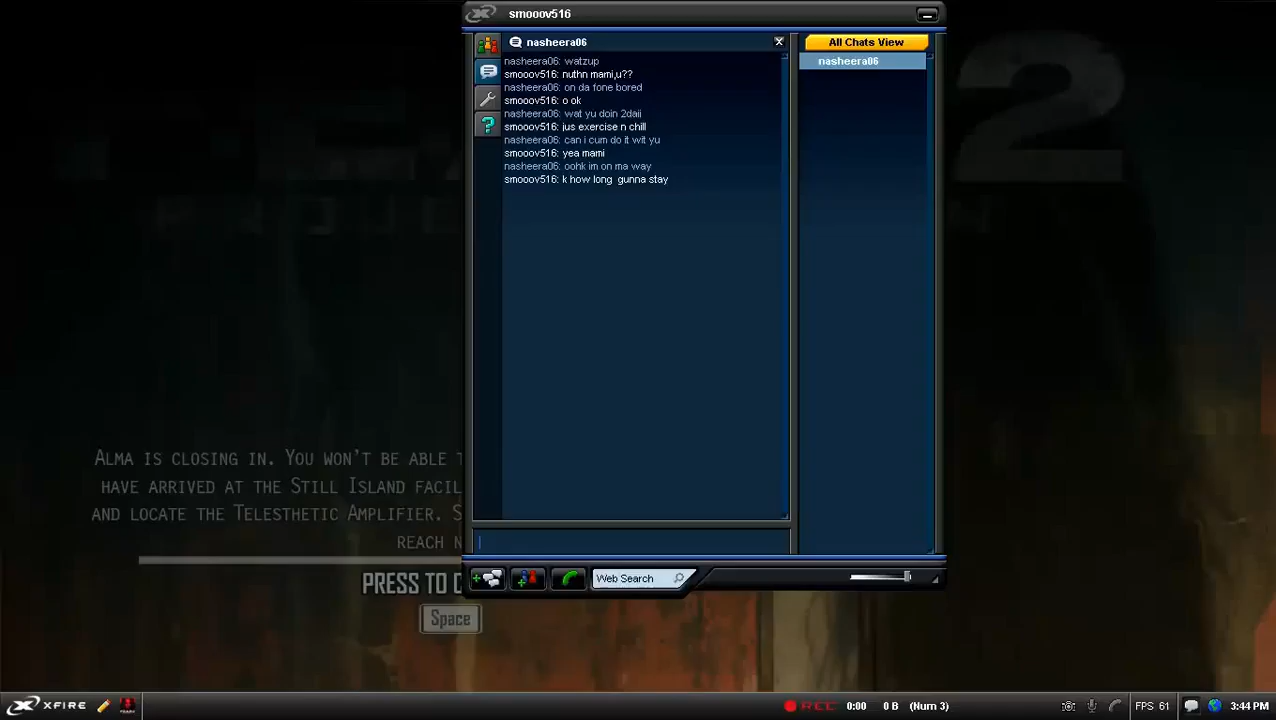 smooov516
nasheera06
All Chats View
nasheera06
nasheera06: watzup
smooov516: nuthn mami,u??
nasheera06: on da fone bored
smooov516: o ok
nasheera06: wat yu doin 2daii
smooov516: jus exercise n chill
nasheera06: can i cum do it wit yu
smooov516: yea mami
nasheera06: oohk im on ma way
smooov516: k how long gunna stay
2
ALMA IS CLOSING IN. YOU WON'T BE ABLE
HAVE ARRIVED AT THE STILL ISLAND
AND LOCATE THE TELESTHETIC AMPLIFIER.
REACH
PRESS TO
Space
Web Search
XFIRE
REC 0:00 0 B (Num 3)
FPS 61
3:44 PM